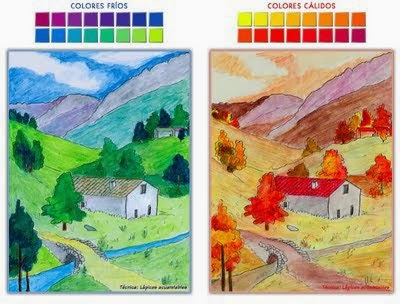 COLORES FRÍOS
COLORES CÁLIDOS
Técnica: Lápices acuarelables
Técnica: Lápices acuarelables